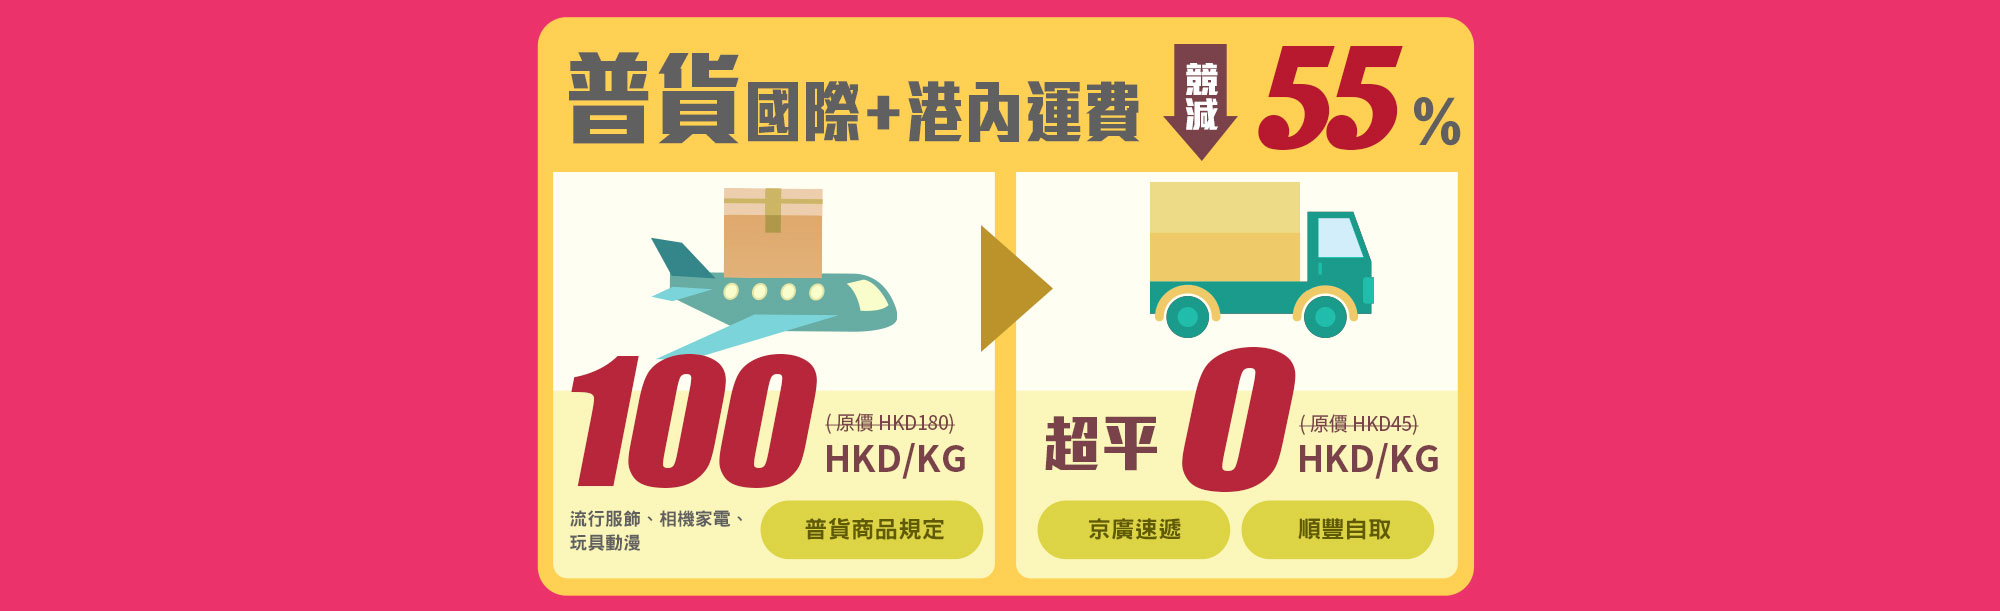 普貨國際+港內運費
競減
55%
100
(原價 HKD180)
HKD/KG
流行服飾、相機家電、
玩具動漫
普貨商品規定
超平 0
(原價 HKD45)
HKD/KG
京廣速遞
順豐自取